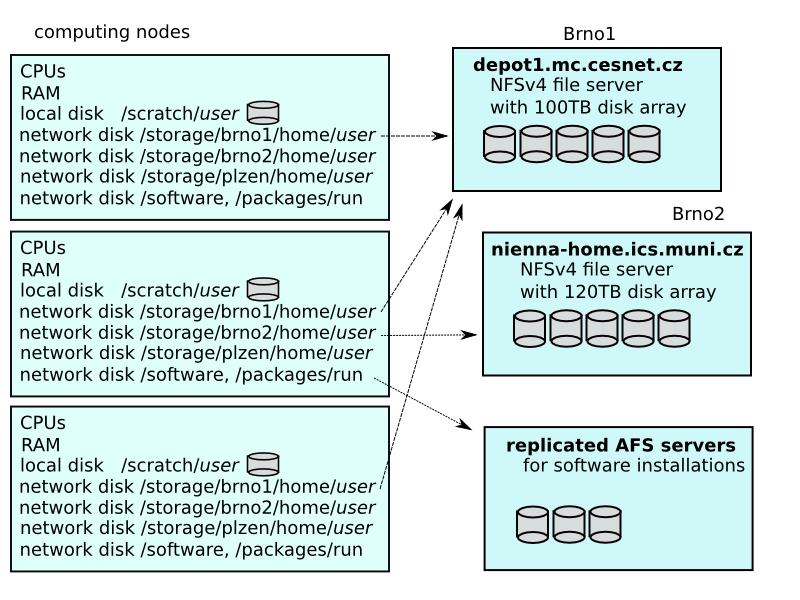 computing nodes
CPUs
RAM
local disk /scratch/user
network disk /storage/brno1/home/user
network disk /storage/brno2/home/user
network disk /storage/plzen/home/user
network disk /software, /packages/run
CPUs
RAM
local disk /scratch/user
network disk /storage/brno1/home/user
network disk /storage/brno2/home/user
network disk /storage/plzen/home/user
network disk /software, /packages/run
CPUs
RAM
local disk /scratch/user
network disk /storage/brno1/home/user
network disk /storage/brno2/home/user
network disk /storage/plzen/home/user
network disk /software, /packages/run
Brno1
depot1.mc.cesnet.cz
NFSv4 file server
with 100TB disk array
Brno2
nienna-home.ics.muni.cz
NFSv4 file server
with 120TB disk array
replicated AFS servers
for software installations